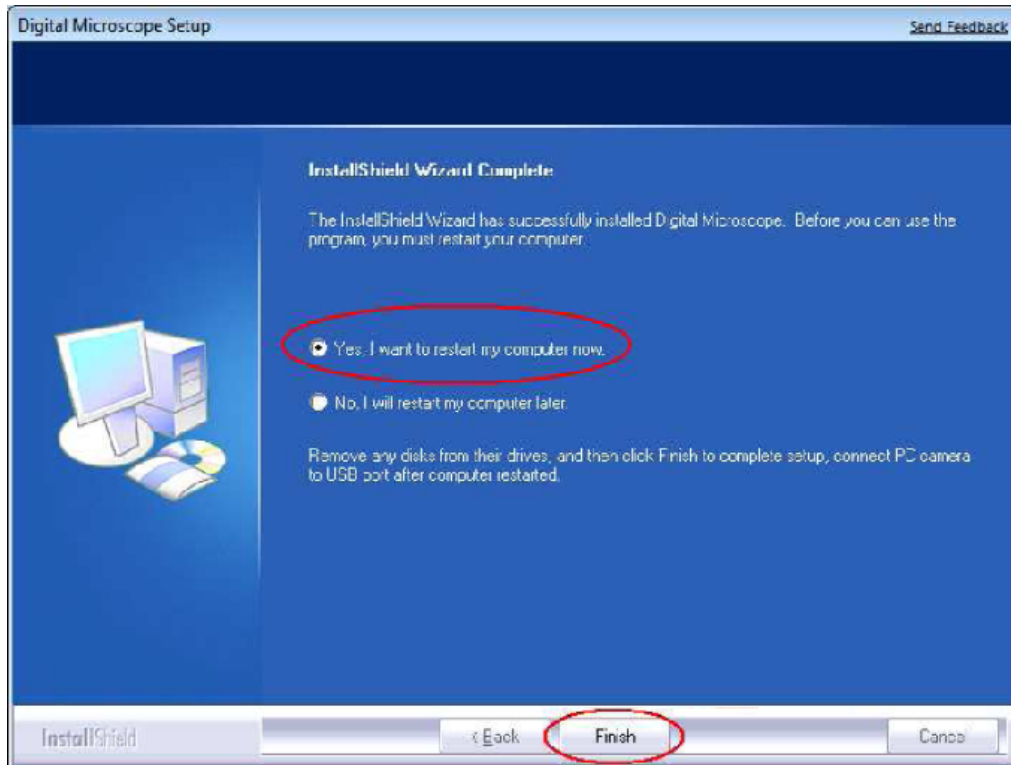 Digital Microscope Setup
Send Feedback
InstallShield Wizard Complete
The InstallShield Wizard has successfully installed Digital Microscope. Before you can use the
program, you must restart your computer.
Yes, I want to restart my computer now.
No, I will restart my computer later.
Remove any disks from their drives, and then click Finish to complete setup, connect PC camera
to USB port after computer restarted.
InstallShield
< Back
Finish
Cancel